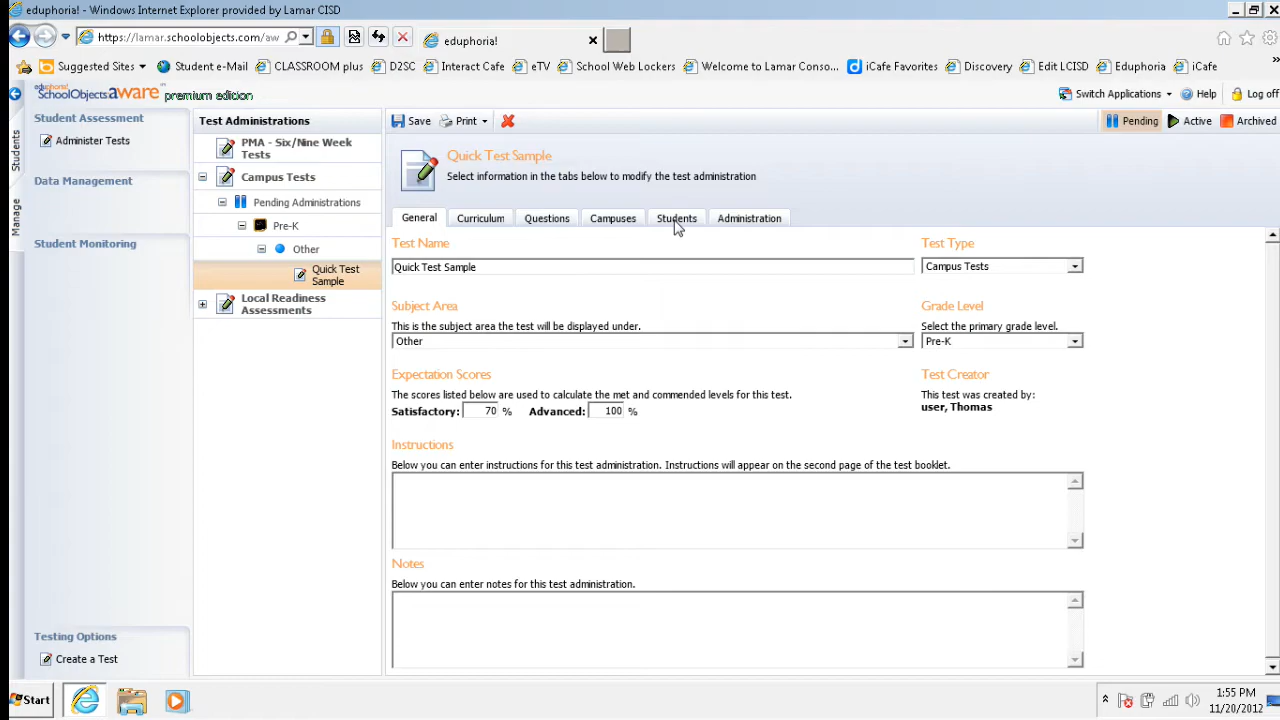 eduphoria! - Windows Internet Explorer provided by Lamar CISD
https://lamar.schoolobjects.com/aw
eduphoria!
Suggested Sites
Student e-Mail
CLASSROOM plus
D2SC
InteractCafe
eTV
School Web Lockers
Welcome to Lamar Conso...
iCafe Favorites
Discovery
Edit LCISD
Eduphoria
iCafe
eduphoria!
SchoolObjects:aware
premium edition
Switch Applications
Help
Log off
Students
Manage
Student Assessment
Administer Tests
Data Management
Student Monitoring
Testing Options
Create a Test
Test Administrations
PMA - Six/Nine Week
Tests
Campus Tests
Pending Administrations
Pre-K
Other
Quick Test
Sample
Local Readiness
Assessments
Save
Print
Pending
Active
Archived
Quick Test Sample
Select information in the tabs below to modify the test administration
General
Curriculum
Questions
Campuses
Students
Administration
Test Name
Quick Test Sample
Test Type
Campus Tests
Subject Area
This is the subject area the test will be displayed under.
Other
Grade Level
Select the primary grade level.
Pre-K
Expectation Scores
The scores listed below are used to calculate the met and commended levels for this test.
Satisfactory: 70 % Advanced: 100 %
Test Creator
This test was created by:
user, Thomas
Instructions
Below you can enter instructions for this test administration. Instructions will appear on the second page of the test booklet.
Notes
Below you can enter notes for this test administration.
Start
1:55 PM
11/20/2012